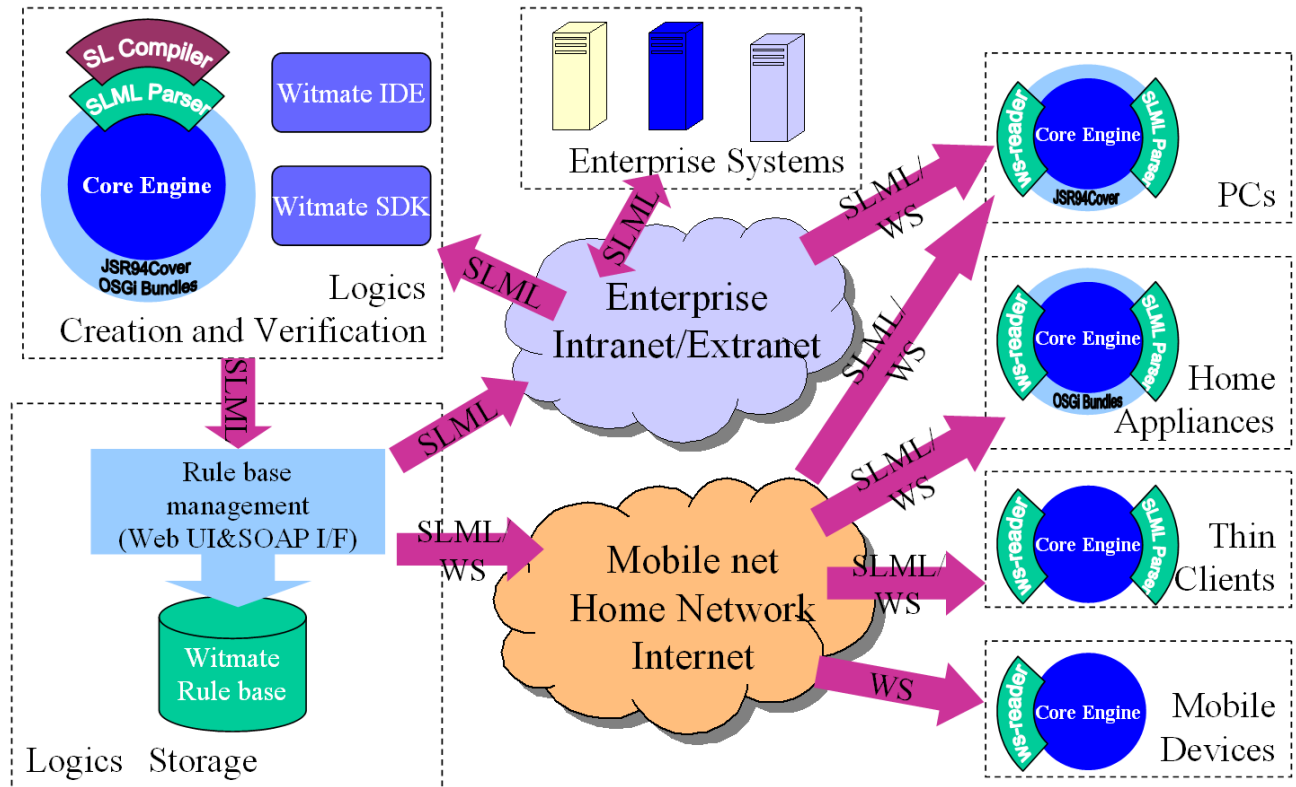 SL Compiler
SLML Parser
Core Engine
JSR94Cover
OSGi Bundles
Witmate IDE
Witmate SDK
Logics
Creation and Verification
Enterprise Systems
SLML
SLML
SLML
SLML
Enterprise
Intranet/Extranet
Rule base
management
(Web UI&SOAP I/F)
Witmate
Rule base
Logics Storage
SLML/
WS
Mobile net
Home Network
Internet
SLML/
WS
SLML/
WS
SLML/
WS
SLML/
WS
WS
ws-reader
Core Engine
SLML Parser
JSR94Cover
PCs
ws-reader
Core Engine
SLML Parser
OSGi Bundles
Home
Appliances
ws-reader
Core Engine
SLML Parser
Thin
Clients
ws-reader
Core Engine
Mobile
Devices